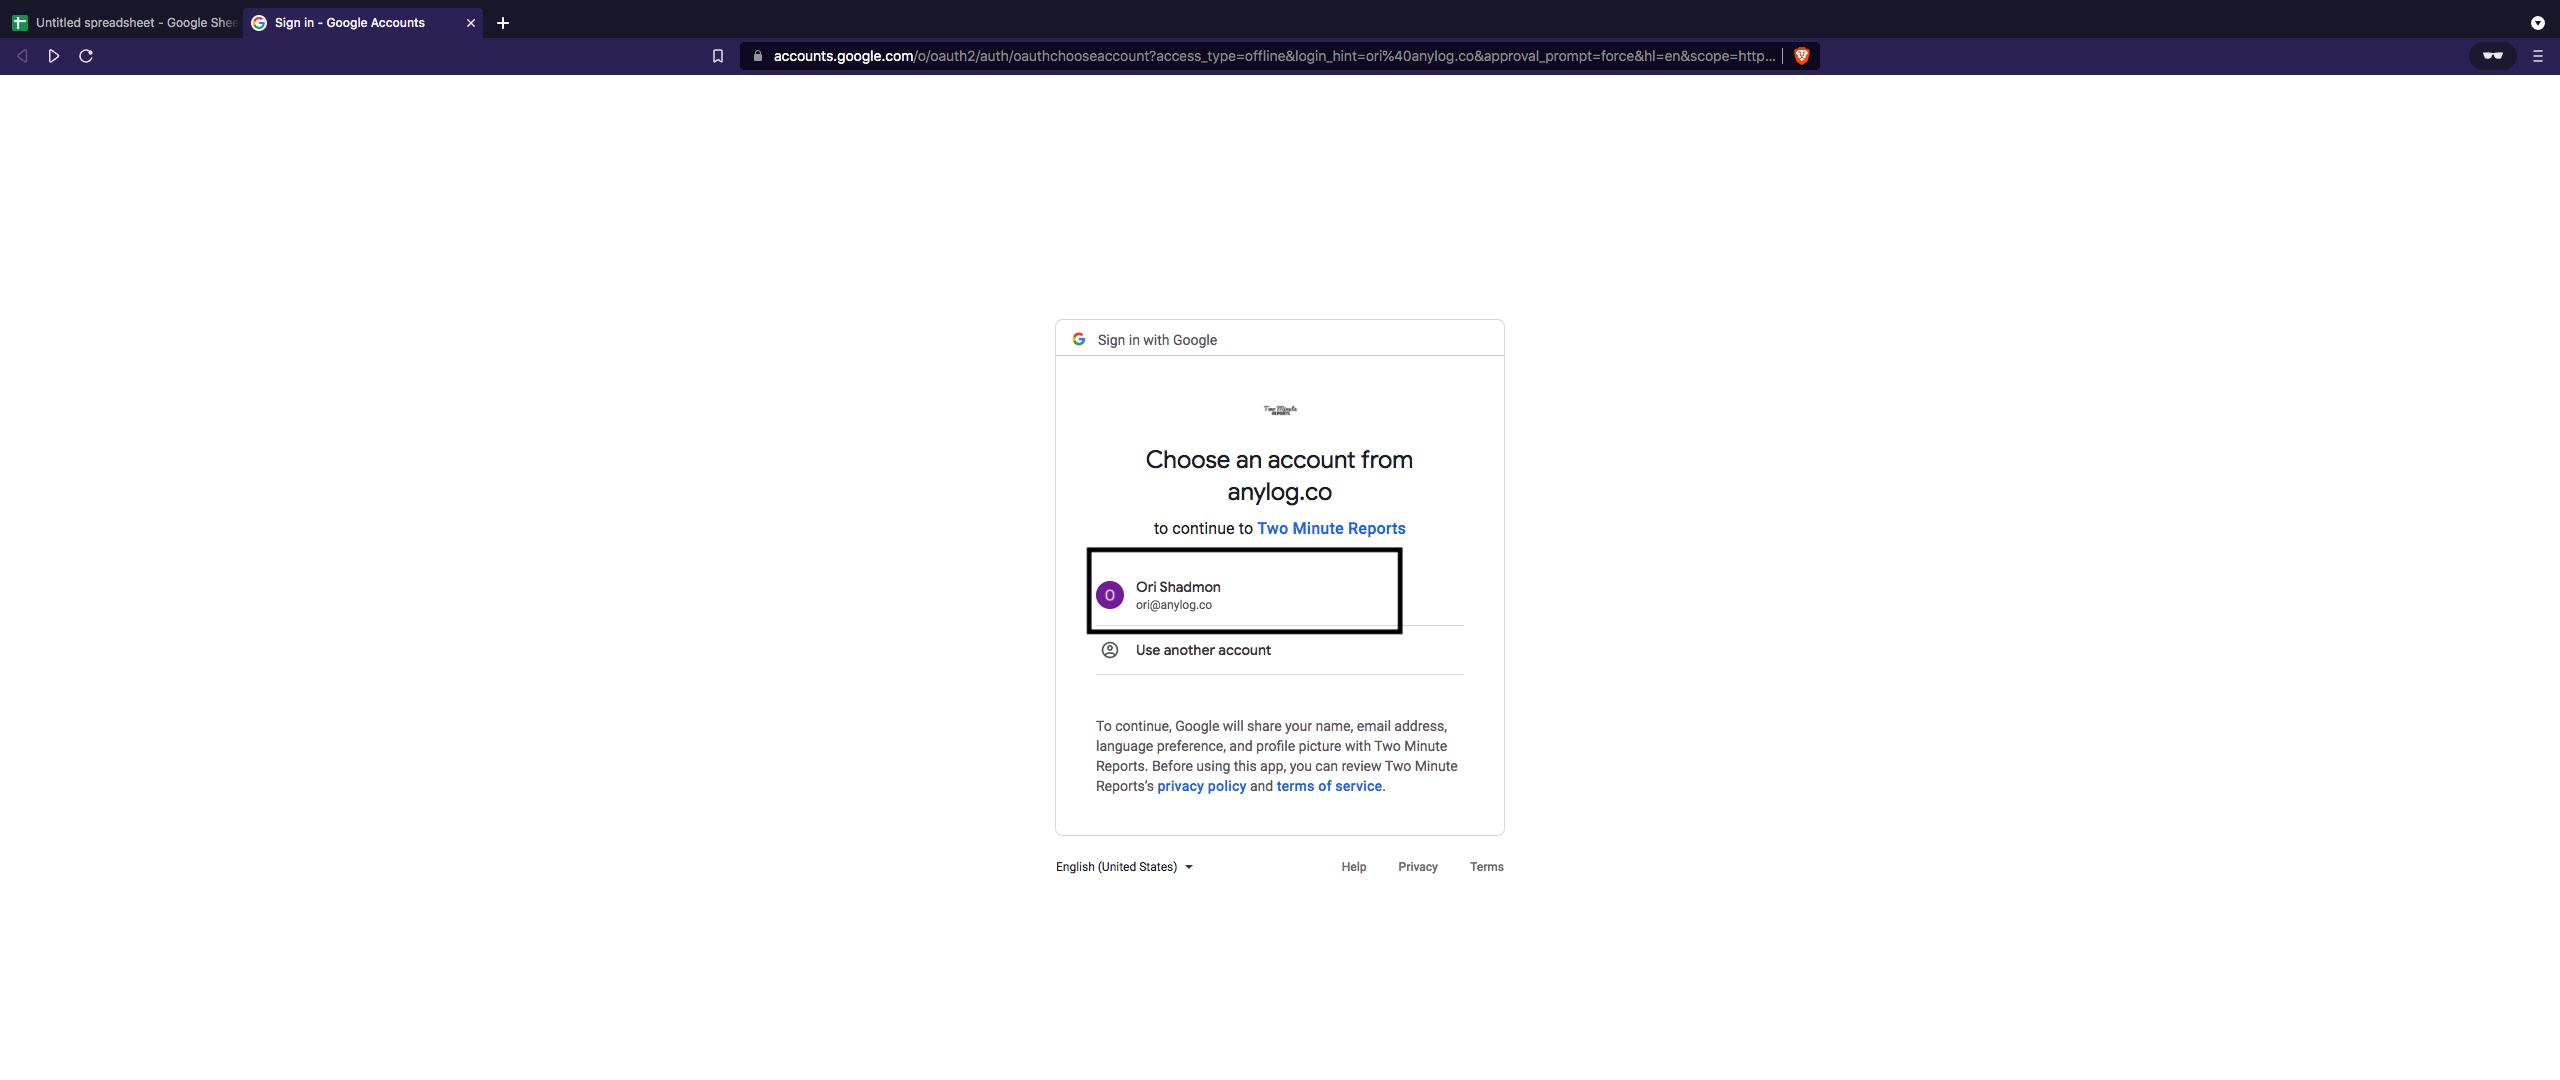 Untitled spreadsheet - Google Shee
Sign in - Google Accounts
accounts.google.com/o/oauth2/auth/oauthchooseaccount?access_type=offline&login_hint=ori%40anylog.co&approval_prompt=force&hl=en&scope=http...
Sign in with Google
Two Minute
REPORTS
Choose an account from
anylog.co
to continue to Two Minute Reports
O
Ori Shadmon
ori@anylog.co
Use another account
To continue, Google will share your name, email address,
language preference, and profile picture with Two Minute
Reports. Before using this app, you can review Two Minute
Reports's privacy policy and terms of service.
English (United States)
Help
Privacy
Terms